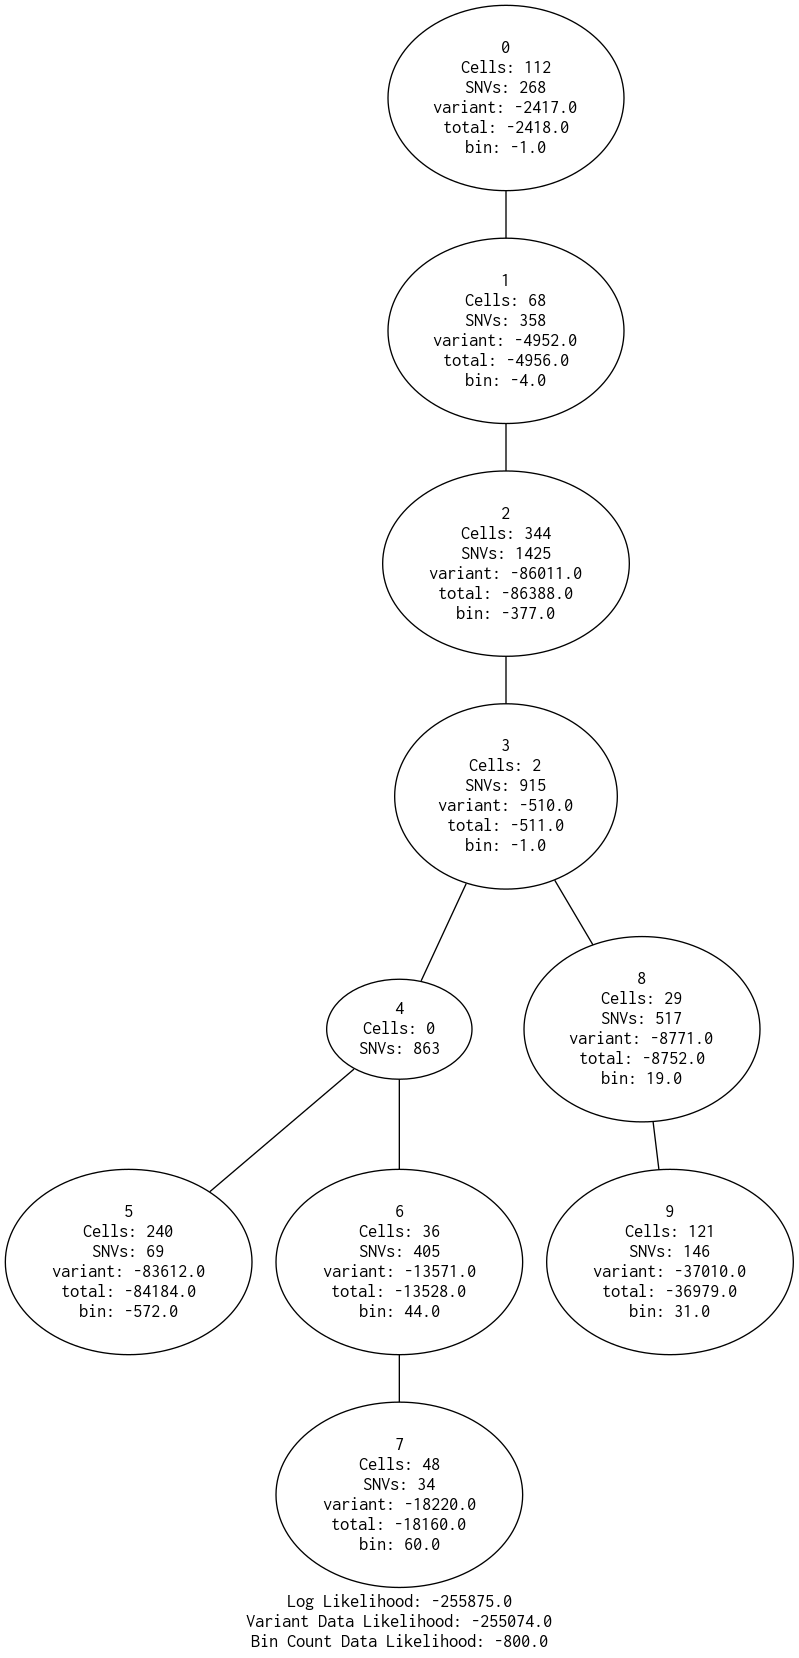 0
Cells: 112
SNVs: 268
variant: -2417.0
total: -2418.0
bin: -1.0
1
Cells: 68
SNVs: 358
variant: -4952.0
total: -4956.0
bin: -4.0
2
Cells: 344
SNVs: 1425
variant: -86011.0
total: -86388.0
bin: -377.0
3
Cells: 2
SNVs: 915
variant: -510.0
total: -511.0
bin: -1.0
4
Cells: 0
SNVs: 863
8
Cells: 29
SNVs: 517
variant: -8771.0
total: -8752.0
bin: 19.0
5
Cells: 240
SNVs: 69
variant: -83612.0
total: -84184.0
bin: -572.0
6
Cells: 36
SNVs: 405
variant: -13571.0
total: -13528.0
bin: 44.0
9
Cells: 121
SNVs: 146
variant: -37010.0
total: -36979.0
bin: 31.0
7
Cells: 48
SNVs: 34
variant: -18220.0
total: -18160.0
bin: 60.0
Log Likelihood: -255875.0
Variant Data Likelihood: -255074.0
Bin Count Data Likelihood: -800.0